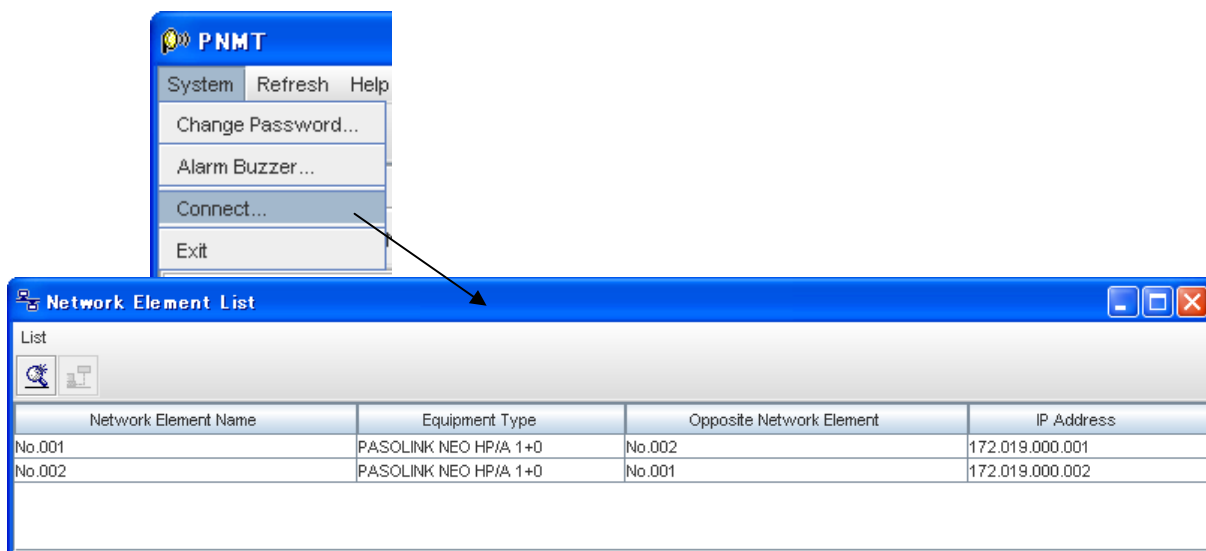 PNMT
System Refresh Help
Change Password...
Alarm Buzzer...
Connect...
Exit
Network Element List
List
Network Element Name Equipment Type Opposite Network Element IP Address
No.001 PASOLINK NEO HP/A 1+0 No.002 172.019.000.001
No.002 PASOLINK NEO HP/A 1+0 No.001 172.019.000.002